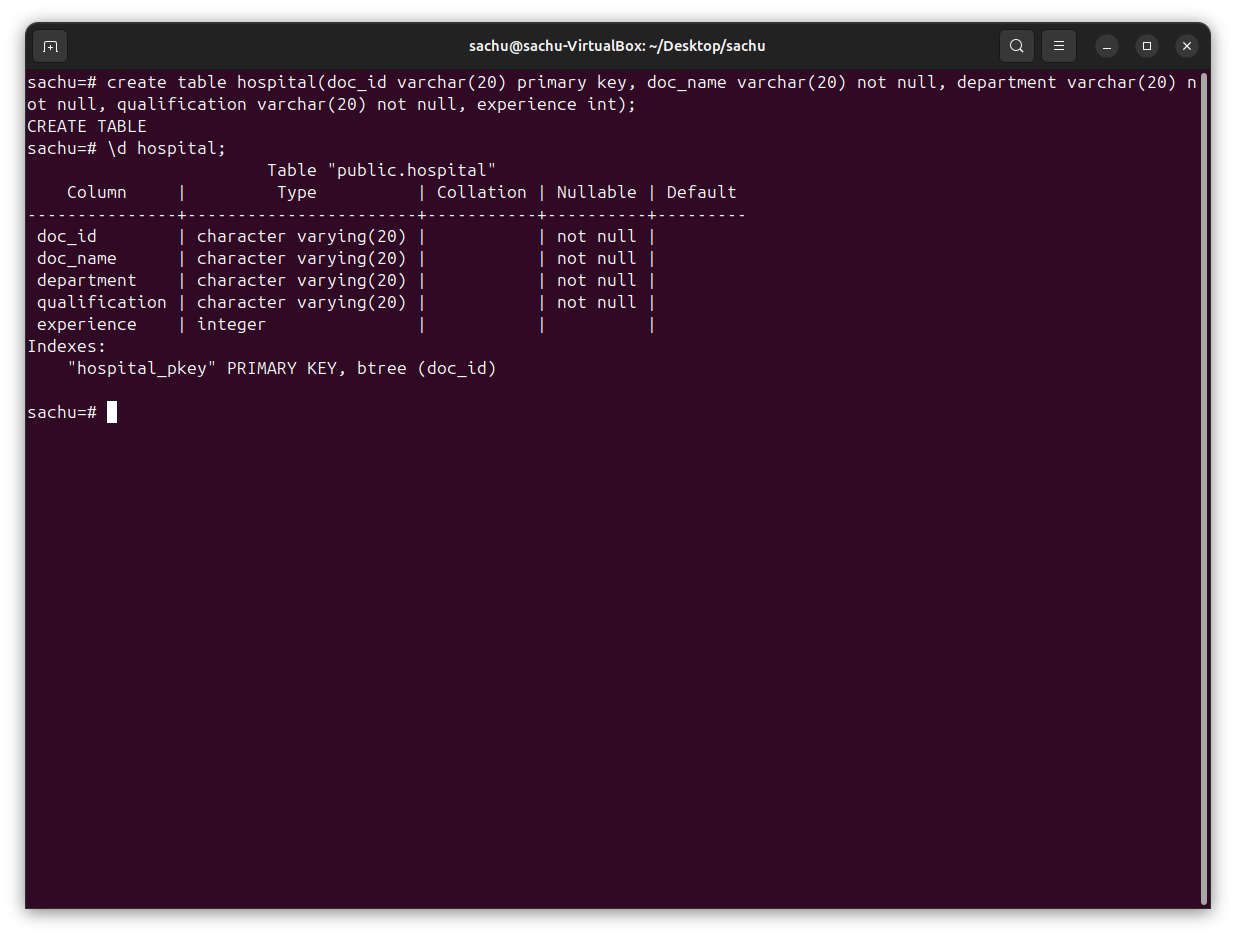 sachu@sachu-VirtualBox: ~/Desktop/sachu
sachu=# create table hospital(doc_id varchar(20) primary key, doc_name varchar(20) not null, department varchar(20) n
ot null, qualification varchar(20) not null, experience int);
CREATE TABLE
sachu=# \d hospital;
                        Table "public.hospital"
    Column     |         Type          | Collation | Nullable | Default 
---------------+-----------------------+-----------+----------+---------
 doc_id        | character varying(20) |           | not null | 
 doc_name      | character varying(20) |           | not null | 
 department    | character varying(20) |           | not null | 
 qualification | character varying(20) |           | not null | 
 experience    | integer               |           |          | 
Indexes:
    "hospital_pkey" PRIMARY KEY, btree (doc_id)
sachu=#